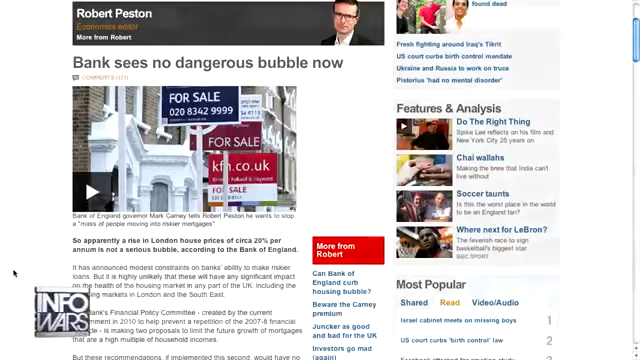 Robert Peston
Economics editor
More from Robert
Bank sees no dangerous bubble now
COMMENTS (471)
FOR SALE
020 8342 9999
FOR SALE
kfh.co.uk
FOR SALE
Bank of England governor Mark Carney tells Robert Peston he wants to stop
a "mass of people moving into riskier mortgages"
So apparently a rise in London house prices of circa 20% per
annum is not a serious bubble, according to the Bank of England.
It has announced modest constraints on banks' ability to make riskier
loans. But it is highly unlikely that these will have any significant impact
on the health of the housing market in any part of the UK, including the
markets in London and the South East.
Bank's Financial Policy Committee - created by the current
in 2010 to help prevent a repetition of the 2007-8 financial
- is making two proposals to limit the future growth of mortgages
that are a high multiple of household incomes.
But these recommendations, if implemented this second, would have no
INFO
WARS
More from
Robert
Can Bank of
England curb
housing bubble?
Beware the Carney
premium
Juncker as good
and bad for the UK
Investors go mad
(again)
found dead
Fresh fighting around Iraq's Tikrit
US court curbs birth control mandate
Ukraine and Russia to work on truce
Pistorius 'had no mental disorder'
Features & Analysis
Do The Right Thing
Spike Lee reflects on his film and
New York City 25 years on
Chai wallahs
Making the brew that India can't
live without
Soccer taunts
Is this the worst place in the world
to be an England fan?
Where next for LeBron?
The feverish race to sign
basketball's biggest star
BBC SPORT
Most Popular
Shared Read Video/Audio
Israel cabinet meets on missing boys 1
US court curbs 'birth control' law 2